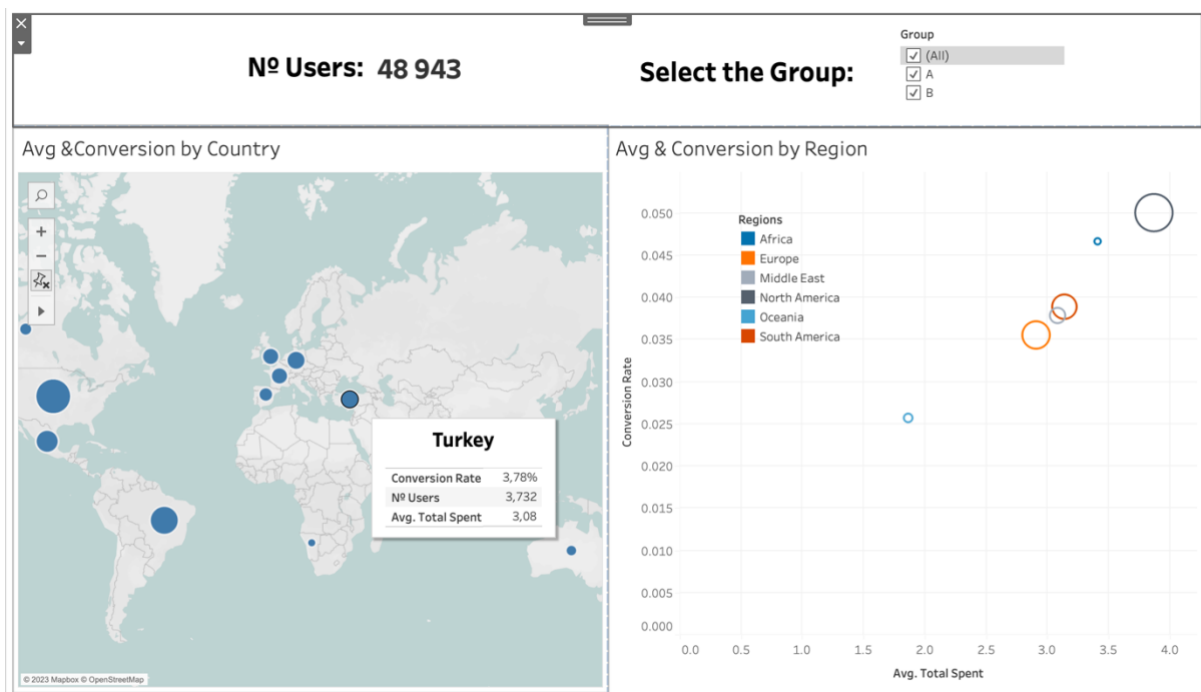 Nº Users: 48 943
Select the Group:
Group
(All)
A
B
Avg &Conversion by Country
Turkey
Conversion Rate 3,78%
Nº Users 3,732
Avg. Total Spent 3,08
© 2023 Mapbox © OpenStreetMap
Avg & Conversion by Region
Regions
Africa
Europe
Middle East
North America
Oceania
South America
Conversion Rate
0.050
0.045
0.040
0.035
0.030
0.025
0.020
0.015
0.010
0.005
0.000
0.0 0.5 1.0 1.5 2.0 2.5 3.0 3.5 4.0
Avg. Total Spent